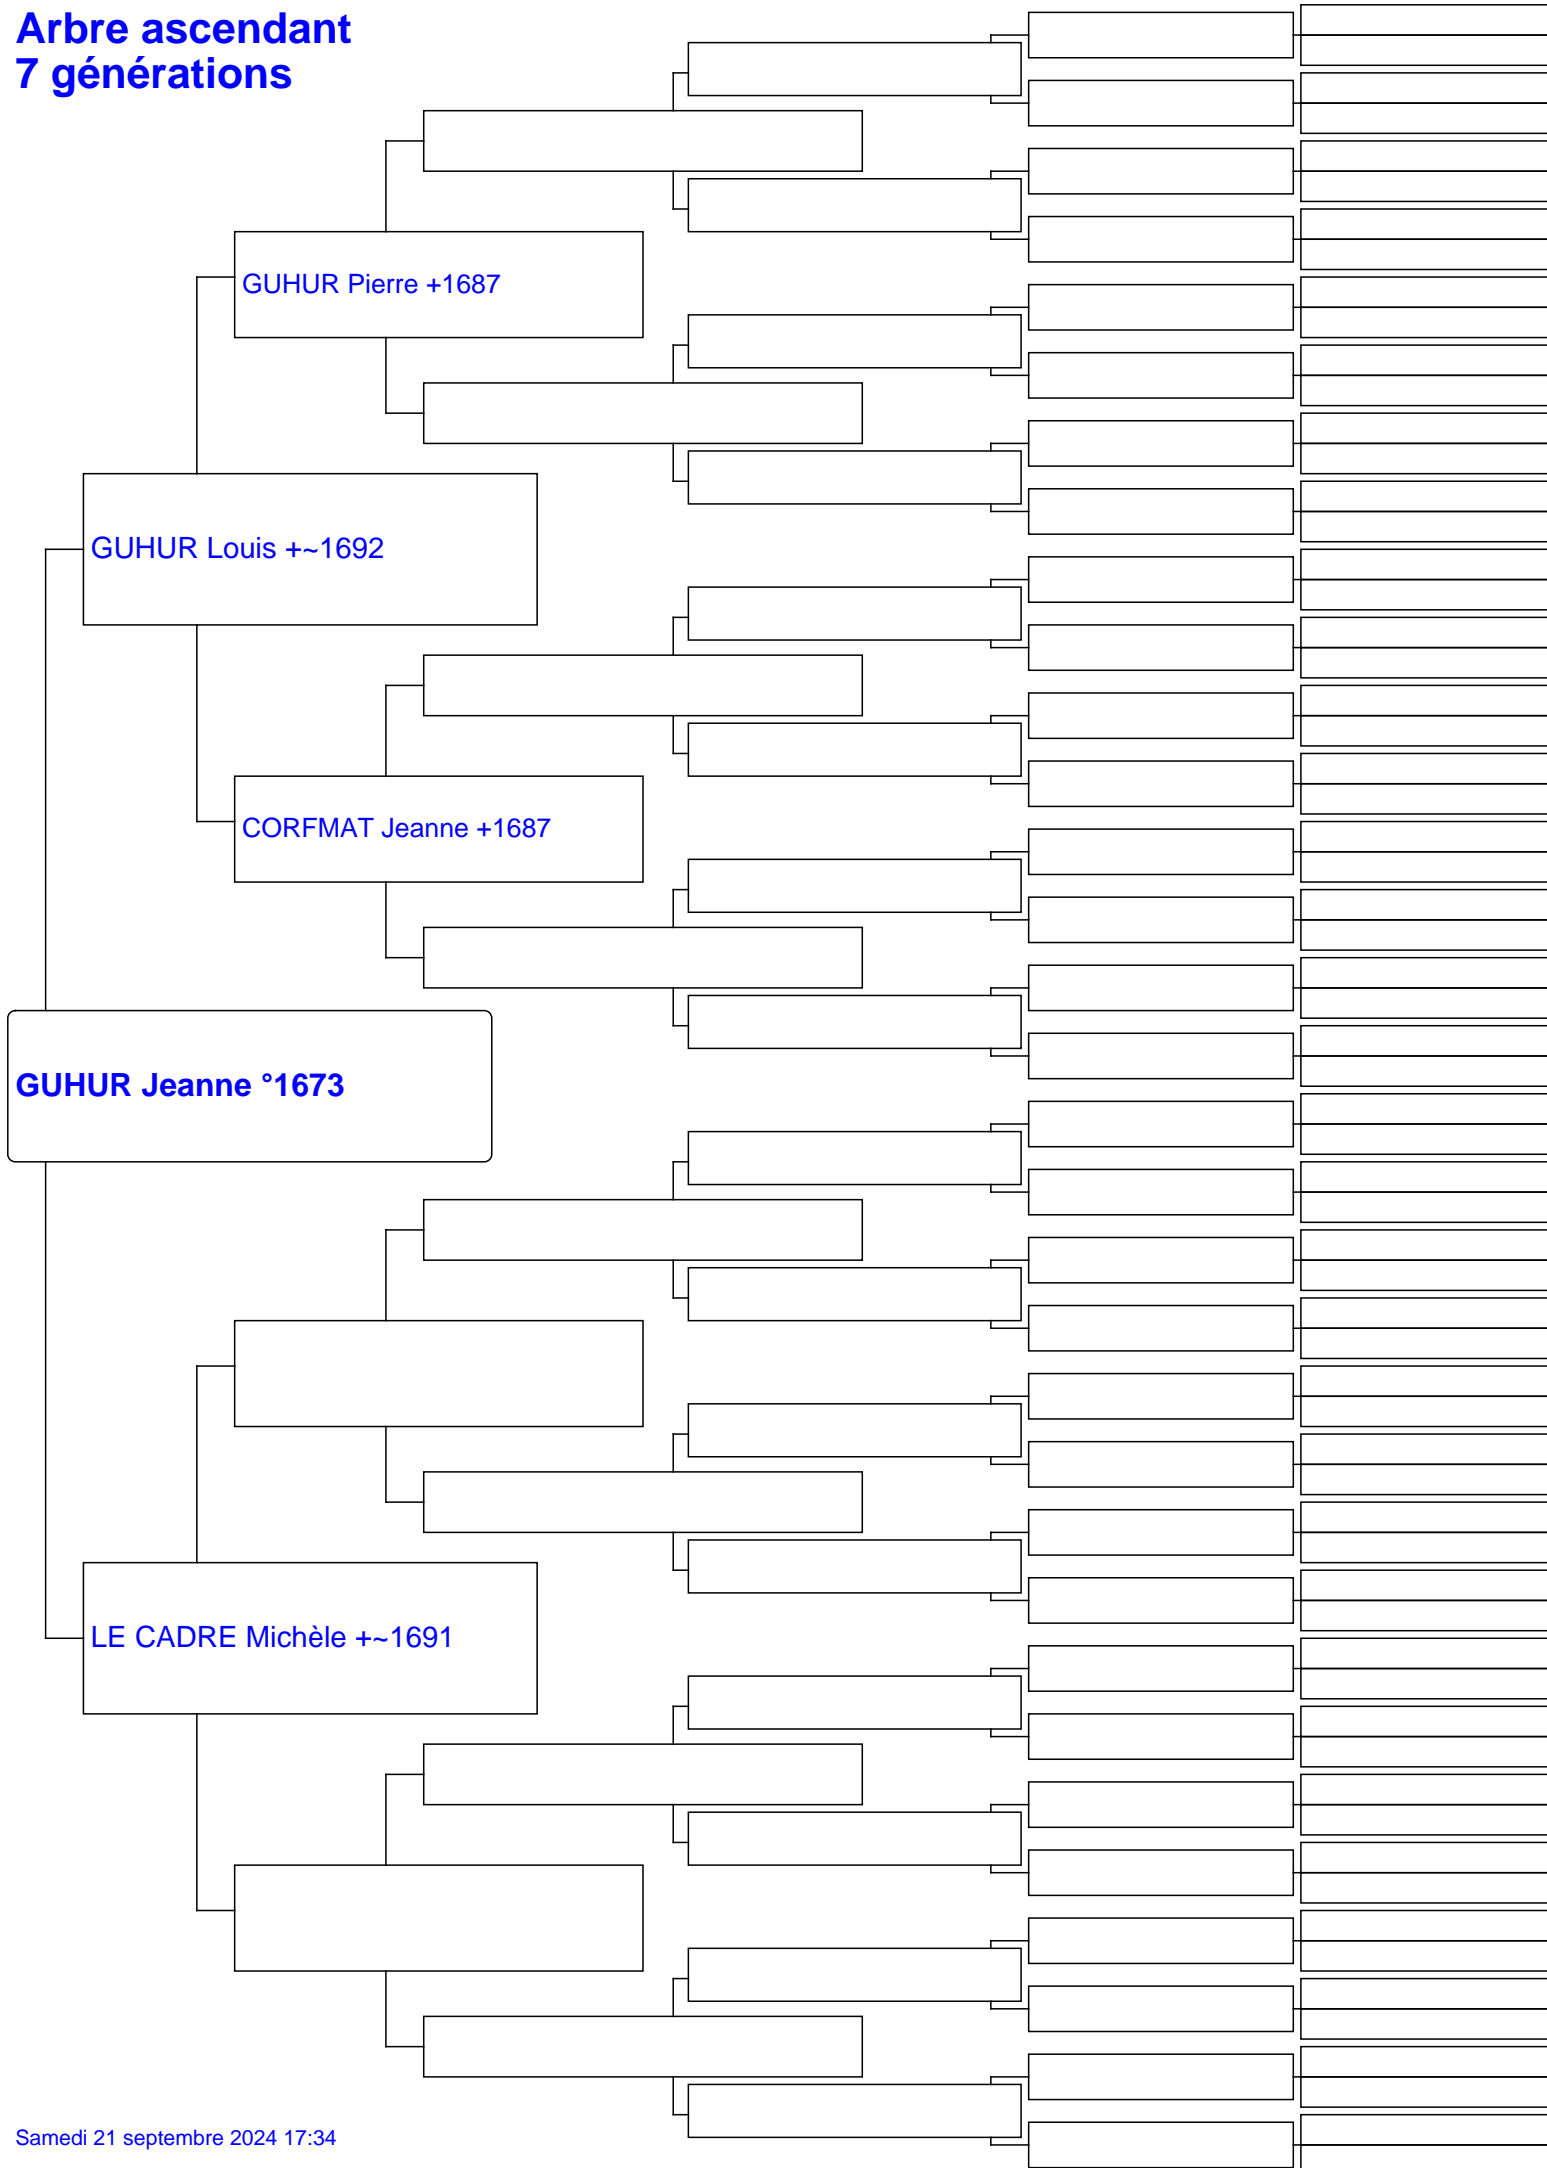 Arbre ascendant
7 générations
GUHUR Pierre +1687
GUHUR Louis +~1692
CORFMAT Jeanne +1687
GUHUR Jeanne °1673
LE CADRE Michèle +~1691
Samedi 21 septembre 2024 17:34